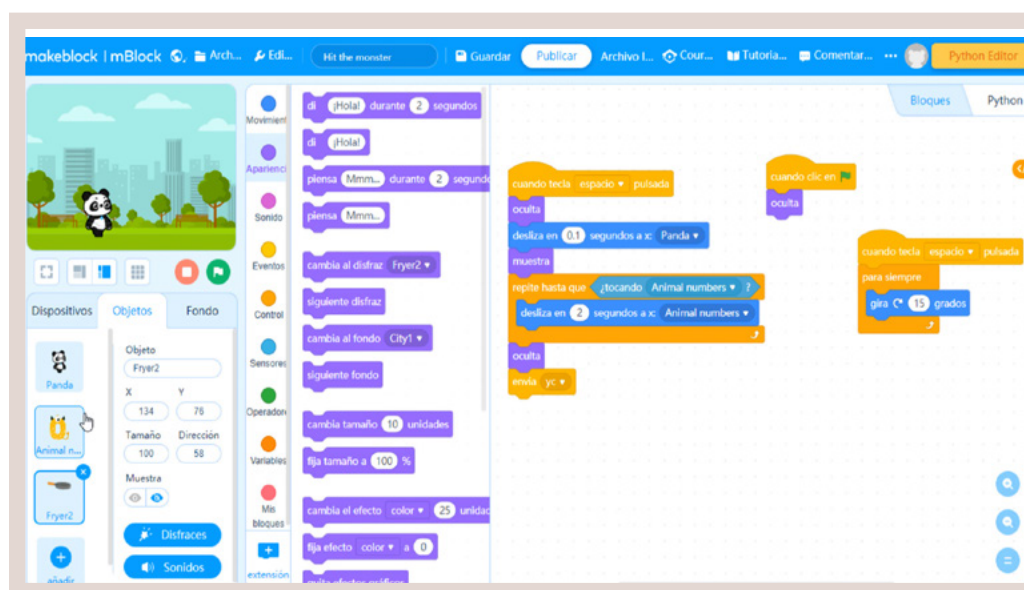 makeblock | mBlock Arch... Edi... Hit the monster Guardar Publicar Archivo l... Cour... Tutoria... Comentar... ... Python Editor
Bloques Python
Movimient
Aparienci
Sonido
Eventos
Control
Sensores
Operadore
Variables
Mis
bloques
extensión
di ¡Hola! durante 2 segundos
di ¡Hola!
piensa Mmm... durante 2 segundo
piensa Mmm...
cambia al disfraz Fryer2
siguiente disfraz
cambia al fondo City1
siguiente fondo
cambia tamaño 10 unidades
fija tamaño a 100 %
cambia el efecto color 25 unidad
fija efecto color a 0
quita efectos gráficos
cuando tecla espacio pulsada
oculta
desliza en 0.1 segundos a x: Panda
muestra
repite hasta que ¿tocando Animal numbers ?
desliza en 2 segundos a x: Animal numbers
oculta
envía yc
cuando clic en
oculta
cuando tecla espacio pulsada
para siempre
gira 15 grados
Dispositivos Objetos Fondo
Panda
Animal n...
Fryer2
añadir
Objeto
Fryer2
X Y
134 76
Tamaño Dirección
100 58
Muestra
Disfraces
Sonidos